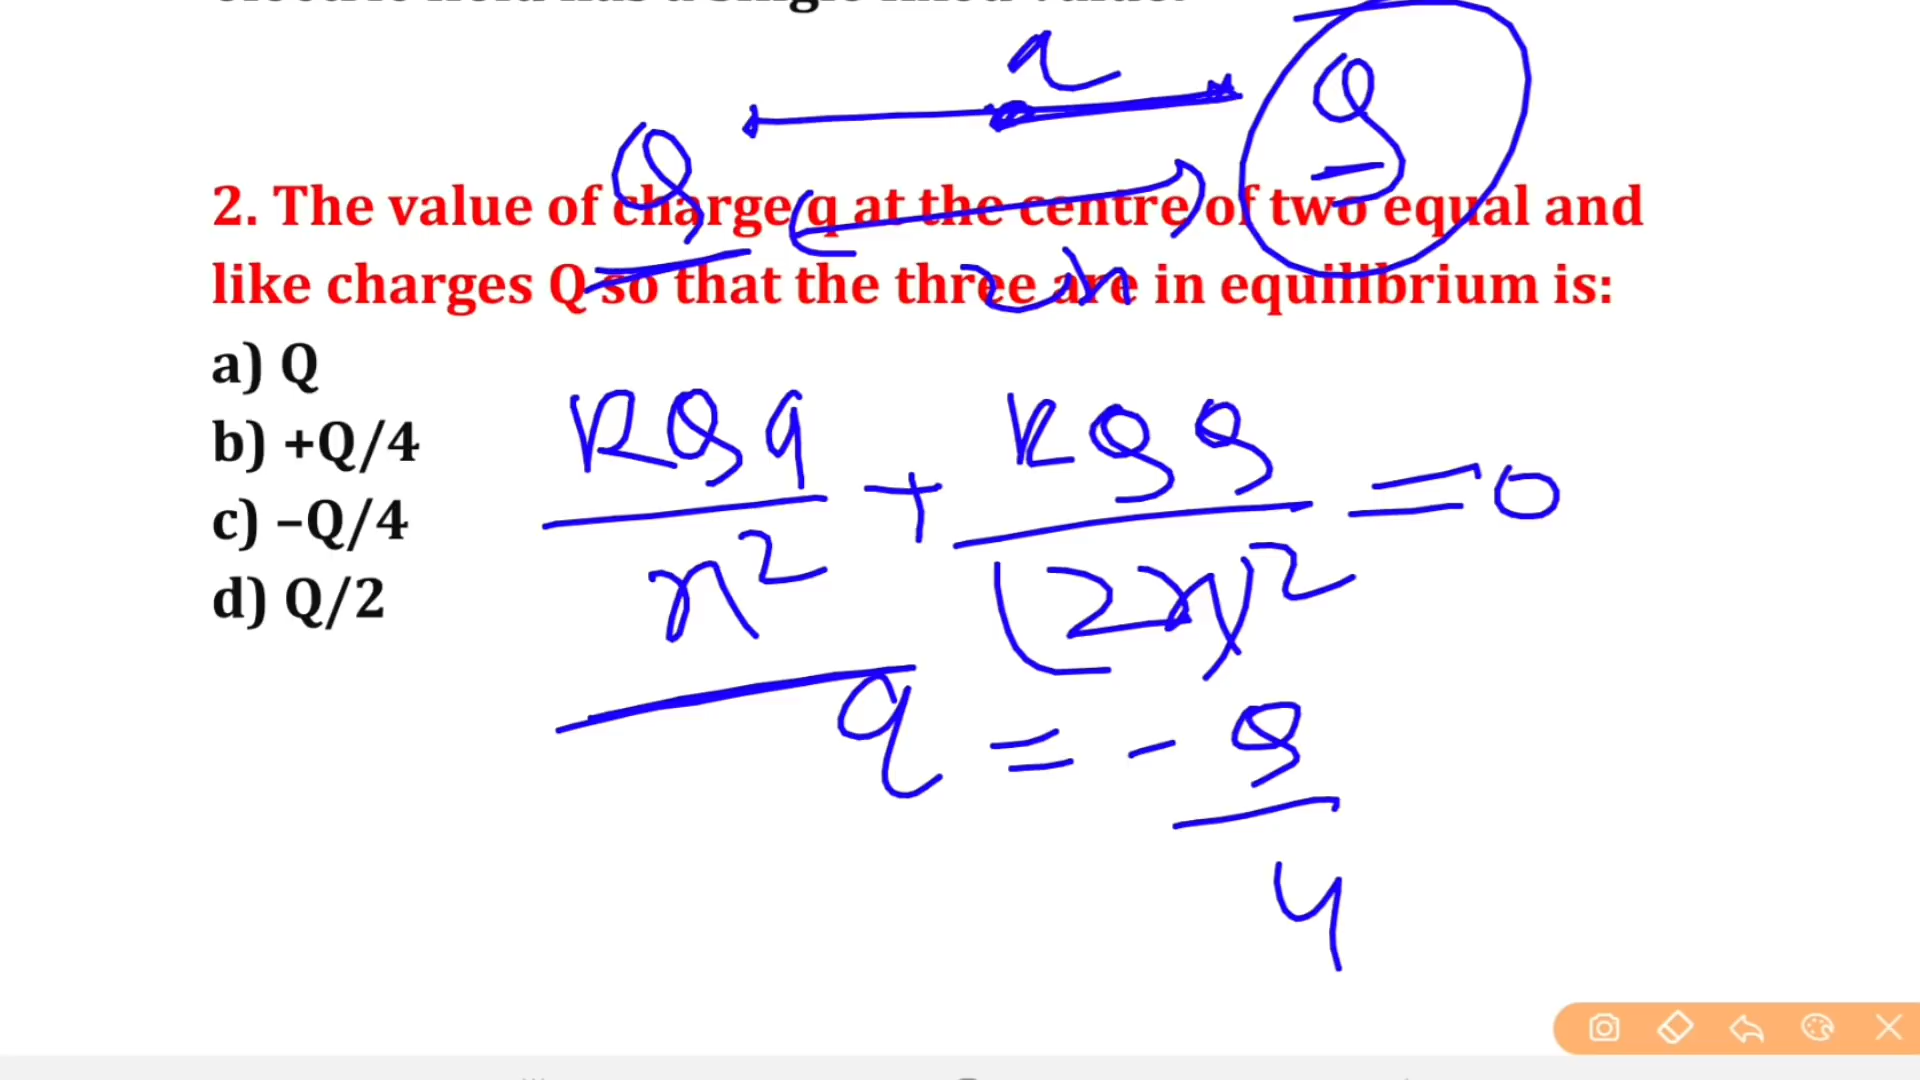 x
Q Q
2. The value of charge q at the centre of two equal and
like charges Q so that the three are in equilibrium is:
2x
a) Q
b) +Q/4
c) –Q/4
d) Q/2
KQq/x² + KQQ/(2x)² = 0
q = - Q/4